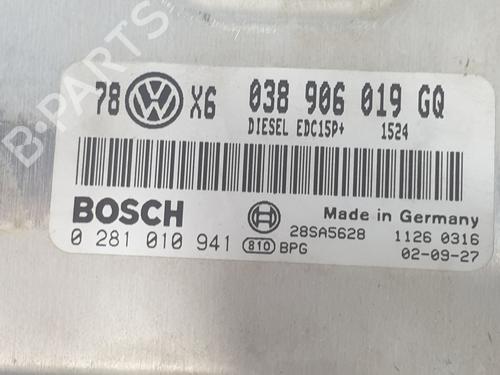 B-PARTS
78 VW X6 038 906 019 GQ
DIESEL EDC15P+ 1524
BOSCH
Made in Germany
0 281 010 941 810 BPG
28SA5628 1126 0316
02-09-27